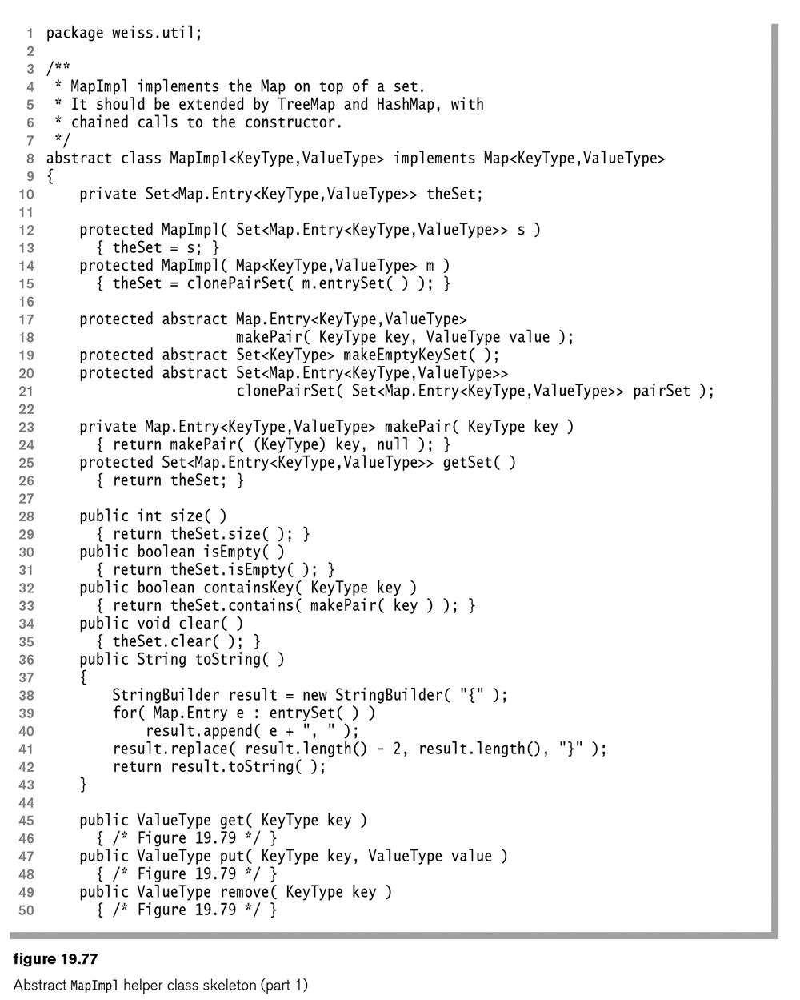 1 package weiss.util;
2
3 /**
4  * MapImpl implements the Map on top of a set.
5  * It should be extended by TreeMap and HashMap, with
6  * chained calls to the constructor.
7  */
8 abstract class MapImpl<KeyType,ValueType> implements Map<KeyType,ValueType>
9 {
10     private Set<Map.Entry<KeyType,ValueType>> theSet;
11
12     protected MapImpl( Set<Map.Entry<KeyType,ValueType>> s )
13       { theSet = s; }
14     protected MapImpl( Map<KeyType,ValueType> m )
15       { theSet = clonePairSet( m.entrySet( ) ); }
16
17     protected abstract Map.Entry<KeyType,ValueType>
18                        makePair( KeyType key, ValueType value );
19     protected abstract Set<KeyType> makeEmptyKeySet( );
20     protected abstract Set<Map.Entry<KeyType,ValueType>>
21                        clonePairSet( Set<Map.Entry<KeyType,ValueType>> pairSet );
22
23     private Map.Entry<KeyType,ValueType> makePair( KeyType key )
24       { return makePair( (KeyType) key, null ); }
25     protected Set<Map.Entry<KeyType,ValueType>> getSet( )
26       { return theSet; }
27
28     public int size( )
29       { return theSet.size( ); }
30     public boolean isEmpty( )
31       { return theSet.isEmpty( ); }
32     public boolean containsKey( KeyType key )
33       { return theSet.contains( makePair( key ) ); }
34     public void clear( )
35       { theSet.clear( ); }
36     public String toString( )
37     {
38         StringBuilder result = new StringBuilder( "{" );
39         for( Map.Entry e : entrySet( ) )
40             result.append( e + ", " );
41         result.replace( result.length() - 2, result.length(), "}" );
42         return result.toString( );
43     }
44
45     public ValueType get( KeyType key )
46       { /* Figure 19.79 */ }
47     public ValueType put( KeyType key, ValueType value )
48       { /* Figure 19.79 */ }
49     public ValueType remove( KeyType key )
50       { /* Figure 19.79 */ }
figure 19.77
Abstract MapImpl helper class skeleton (part 1)